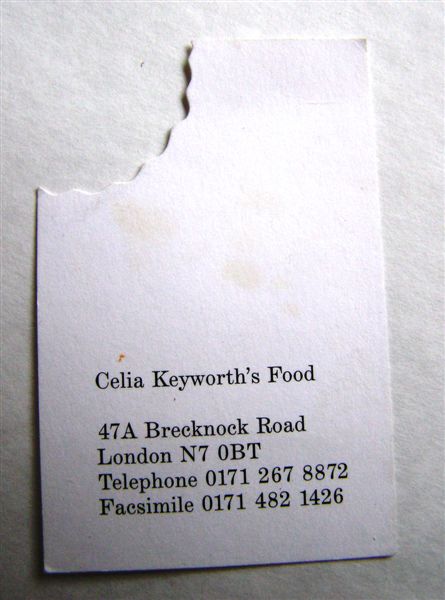 Celia Keyworth's Food
47A Brecknock Road
London N7 0BT
Telephone 0171 267 8872
Facsimile 0171 482 1426